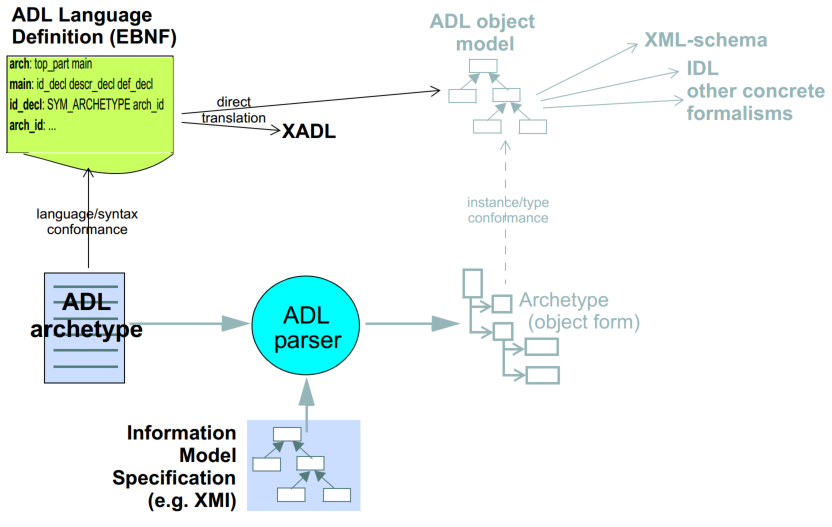 ADL Language
Definition (EBNF)
arch: top_part main
main: id_decl descr_decl def_decl
id_decl: SYM_ARCHETYPE arch_id
arch_id: ...
direct
translation
XADL
ADL object
model
XML-schema
IDL
other concrete
formalisms
language/syntax
conformance
instance/type
conformance
ADL
archetype
ADL
parser
Archetype
(object form)
Information
Model
Specification
(e.g. XMI)